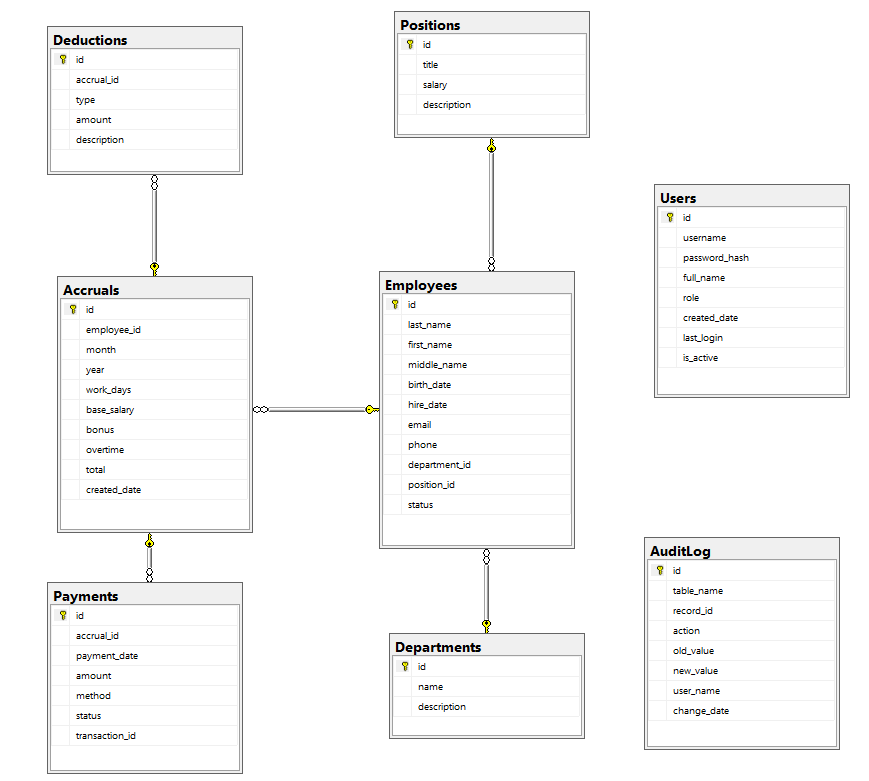 Deductions
id
accrual_id
type
amount
description
Positions
id
title
salary
description
Users
id
username
password_hash
full_name
role
created_date
last_login
is_active
Accruals
id
employee_id
month
year
work_days
base_salary
bonus
overtime
total
created_date
Employees
id
last_name
first_name
middle_name
birth_date
hire_date
email
phone
department_id
position_id
status
Payments
id
accrual_id
payment_date
amount
method
status
transaction_id
Departments
id
name
description
AuditLog
id
table_name
record_id
action
old_value
new_value
user_name
change_date